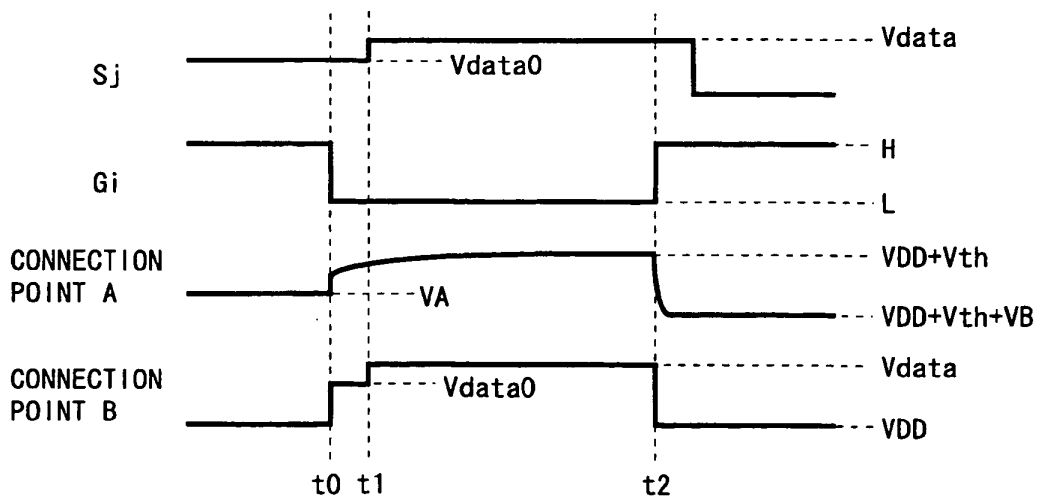 Sj
Vdata
Vdata0
Gi
H
L
CONNECTION
POINT A
VA
VDD+Vth
VDD+Vth+VB
CONNECTION
POINT B
Vdata
Vdata0
VDD
t0 t1 t2